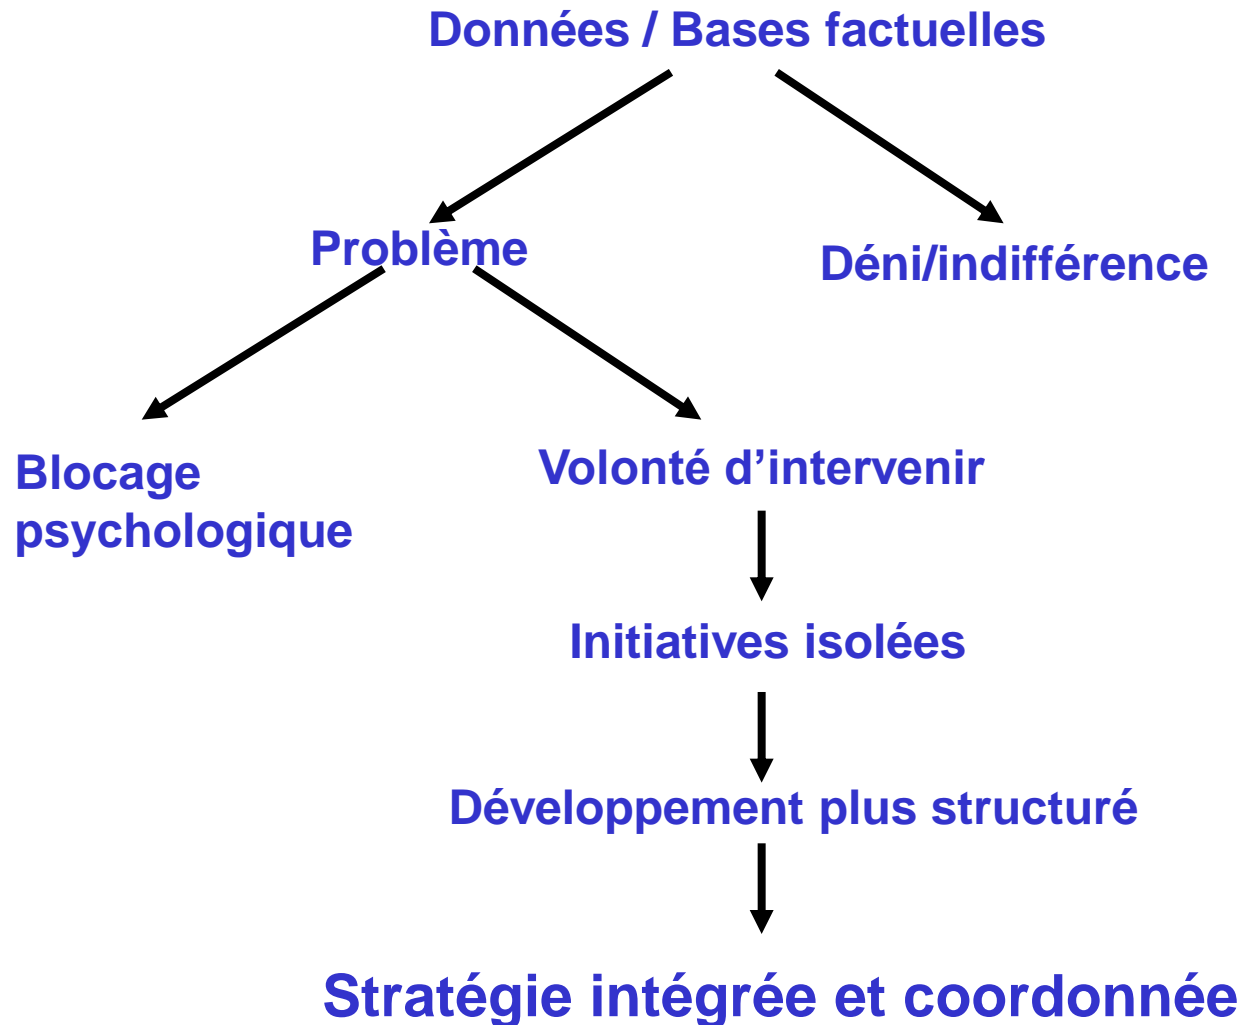 Données / Bases factuelles
Problème
Déni/indifférence
Blocage
psychologique
Volonté d’intervenir
Initiatives isolées
Développement plus structuré
Stratégie intégrée et coordonnée